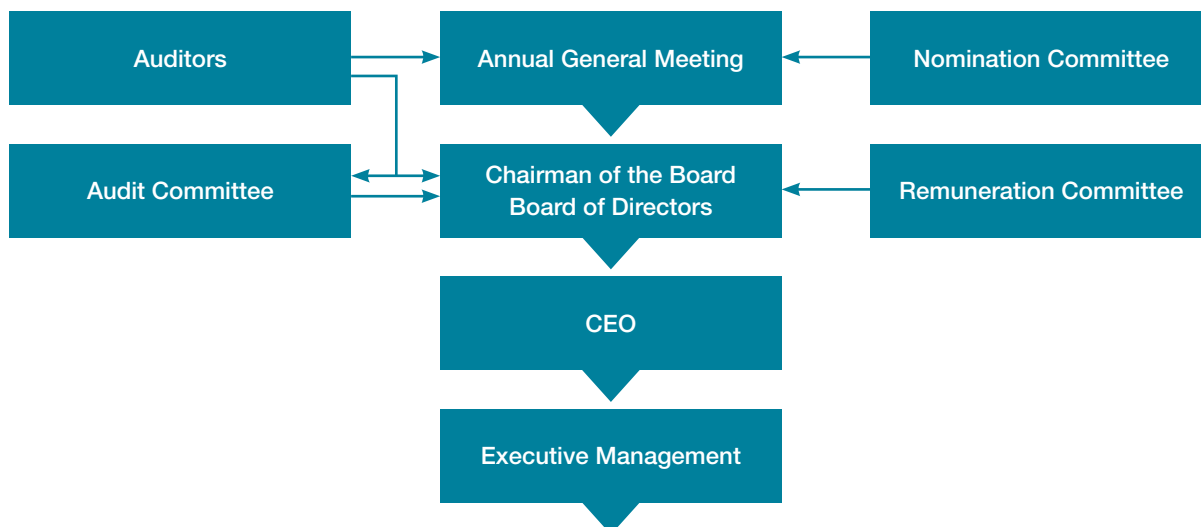 Auditors
Annual General Meeting
Nomination Committee
Audit Committee
Chairman of the Board
Board of Directors
Remuneration Committee
CEO
Executive Management